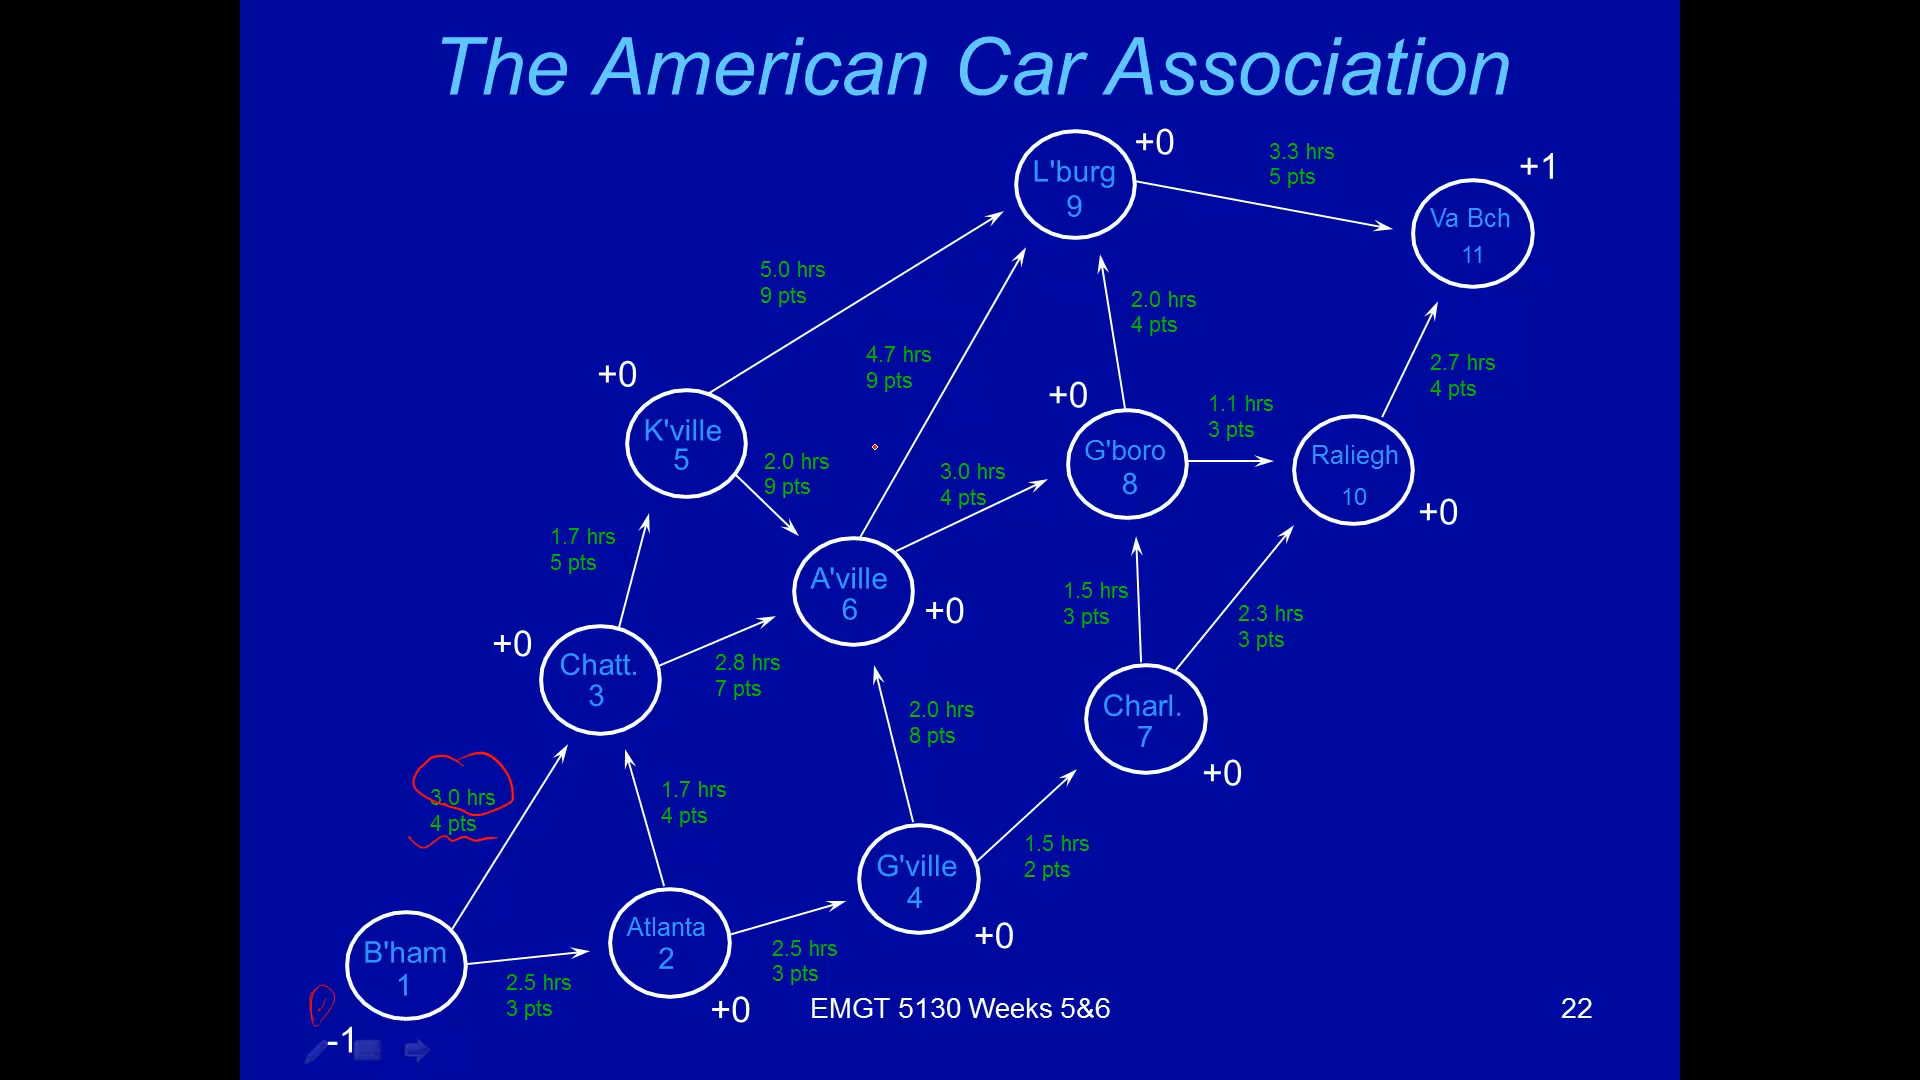 The American Car Association
L'burg
9
+0
3.3 hrs
5 pts
+1
Va Bch
11
5.0 hrs
9 pts
4.7 hrs
9 pts
2.0 hrs
4 pts
2.7 hrs
4 pts
+0
K'ville
5
2.0 hrs
9 pts
3.0 hrs
4 pts
+0
G'boro
8
1.1 hrs
3 pts
Raliegh
10
+0
1.7 hrs
5 pts
A'ville
6
+0
1.5 hrs
3 pts
2.3 hrs
3 pts
+0
Chatt.
3
2.8 hrs
7 pts
2.0 hrs
8 pts
Charl.
7
+0
3.0 hrs
4 pts
1.7 hrs
4 pts
G'ville
4
+0
1.5 hrs
2 pts
B'ham
1
-1
2.5 hrs
3 pts
Atlanta
2
+0
2.5 hrs
3 pts
EMGT 5130 Weeks 5&6
22